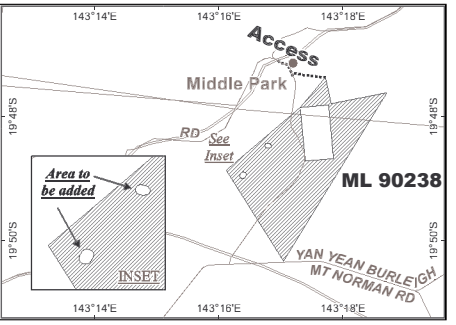 143°14'E 143°16'E 143°18'E
Access
Middle Park
19°48'S 19°48'S
RD
See
Inset
ML 90238
Area to
be added
INSET
19°50'S 19°50'S
YAN YEAN BURLEIGH
MT NORMAN RD
143°14'E 143°16'E 143°18'E